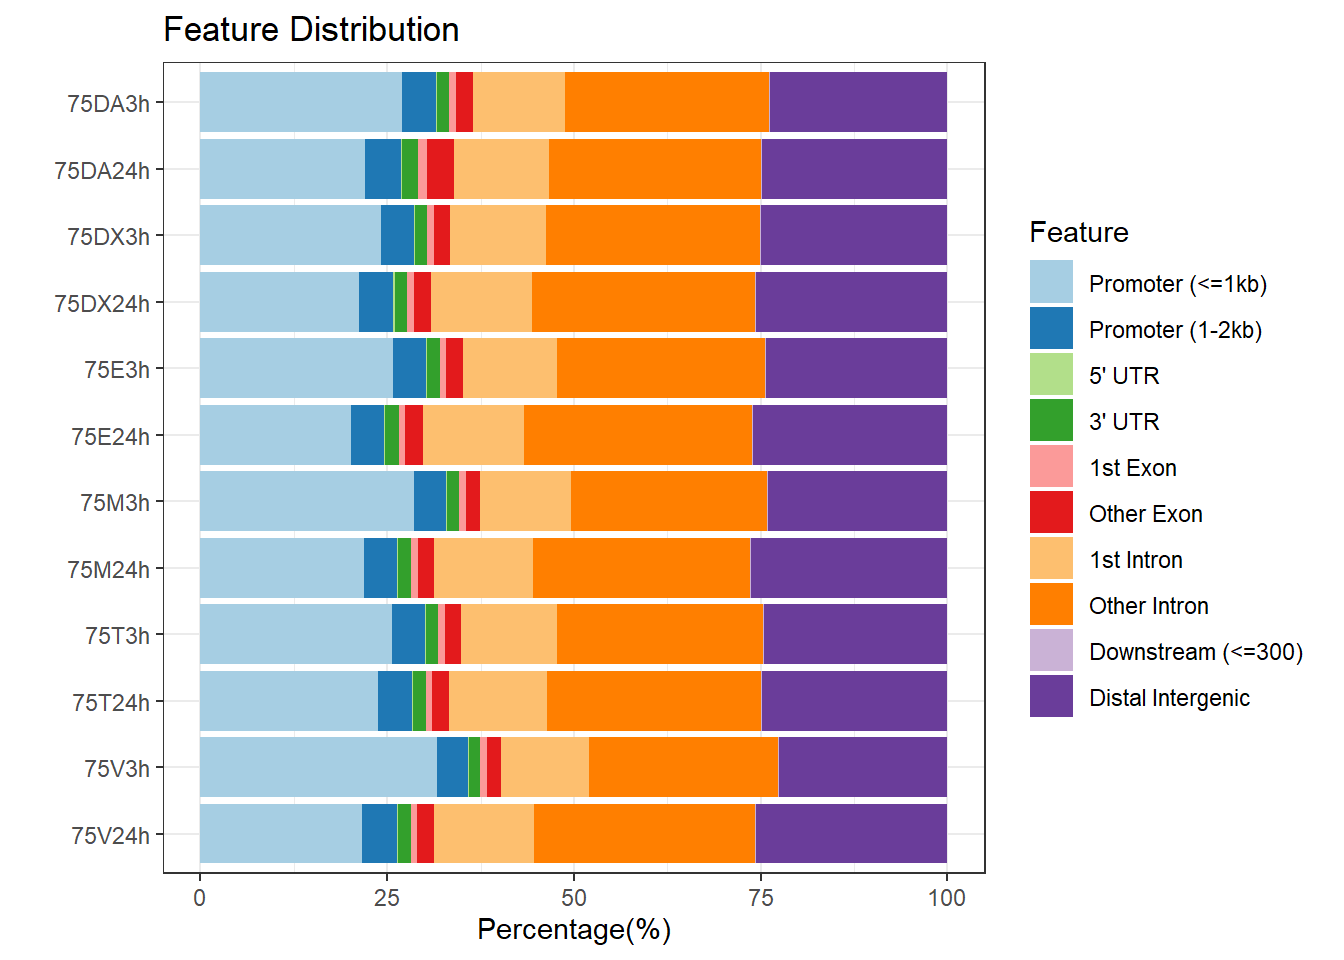 Feature Distribution
75DA3h
75DA24h
75DX3h
75DX24h
75E3h
75E24h
75M3h
75M24h
75T3h
75T24h
75V3h
75V24h
0 25 50 75 100
Percentage(%)
Feature
Promoter (<=1kb)
Promoter (1-2kb)
5' UTR
3' UTR
1st Exon
Other Exon
1st Intron
Other Intron
Downstream (<=300)
Distal Intergenic